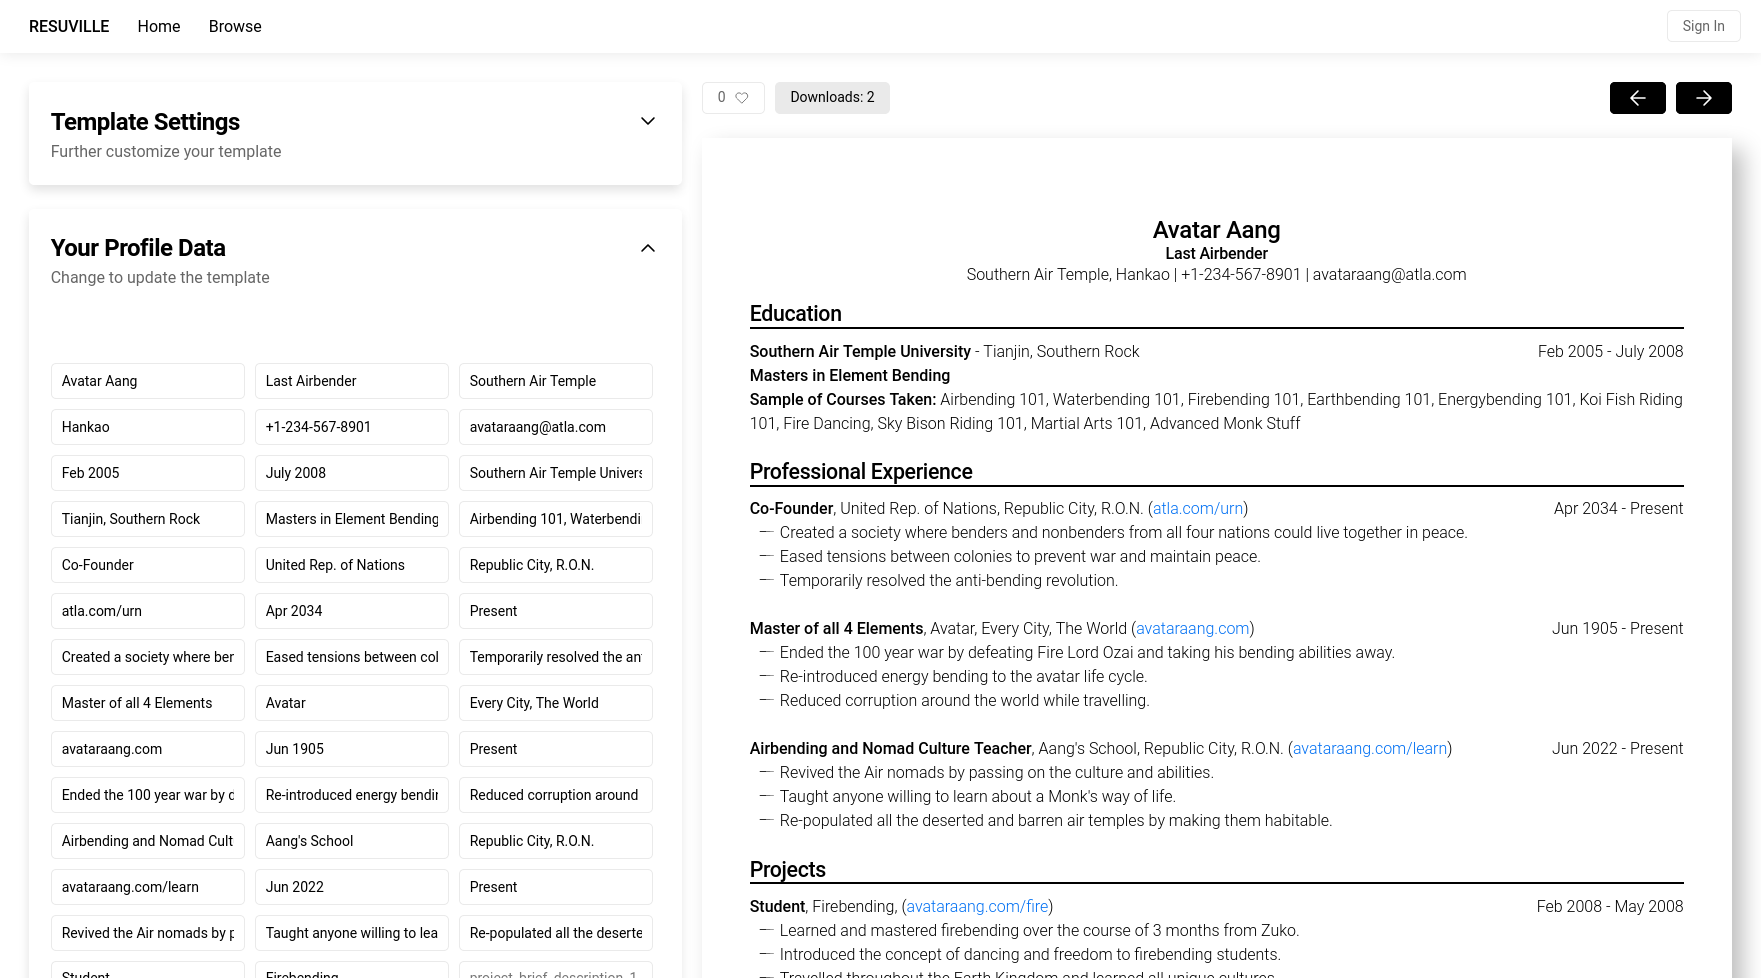 RESUVILLE Home Browse Sign In
Template Settings
Further customize your template
Your Profile Data
Change to update the template
Avatar Aang Last Airbender Southern Air Temple
Hankao +1-234-567-8901 avataraang@atla.com
Feb 2005 July 2008 Southern Air Temple Univers
Tianjin, Southern Rock Masters in Element Bending Airbending 101, Waterbendi
Co-Founder United Rep. of Nations Republic City, R.O.N.
atla.com/urn Apr 2034 Present
Created a society where ber Eased tensions between col Temporarily resolved the an
Master of all 4 Elements Avatar Every City, The World
avataraang.com Jun 1905 Present
Ended the 100 year war by d Re-introduced energy bendin Reduced corruption around
Airbending and Nomad Cult Aang's School Republic City, R.O.N.
avataraang.com/learn Jun 2022 Present
Revived the Air nomads by p Taught anyone willing to lea Re-populated all the deserte
Student Firebending project_brief_description_1
0 Downloads: 2
Avatar Aang
Last Airbender
Southern Air Temple, Hankao | +1-234-567-8901 | avataraang@atla.com
Education
Southern Air Temple University - Tianjin, Southern Rock Feb 2005 - July 2008
Masters in Element Bending
Sample of Courses Taken: Airbending 101, Waterbending 101, Firebending 101, Earthbending 101, Energybending 101, Koi Fish Riding
101, Fire Dancing, Sky Bison Riding 101, Martial Arts 101, Advanced Monk Stuff
Professional Experience
Co-Founder, United Rep. of Nations, Republic City, R.O.N. (atla.com/urn) Apr 2034 - Present
— Created a society where benders and nonbenders from all four nations could live together in peace.
— Eased tensions between colonies to prevent war and maintain peace.
— Temporarily resolved the anti-bending revolution.
Master of all 4 Elements, Avatar, Every City, The World (avataraang.com) Jun 1905 - Present
— Ended the 100 year war by defeating Fire Lord Ozai and taking his bending abilities away.
— Re-introduced energy bending to the avatar life cycle.
— Reduced corruption around the world while travelling.
Airbending and Nomad Culture Teacher, Aang's School, Republic City, R.O.N. (avataraang.com/learn) Jun 2022 - Present
— Revived the Air nomads by passing on the culture and abilities.
— Taught anyone willing to learn about a Monk's way of life.
— Re-populated all the deserted and barren air temples by making them habitable.
Projects
Student, Firebending, (avataraang.com/fire) Feb 2008 - May 2008
— Learned and mastered firebending over the course of 3 months from Zuko.
— Introduced the concept of dancing and freedom to firebending students.
— Travelled throughout the Earth Kingdom and learned all unique cultures.